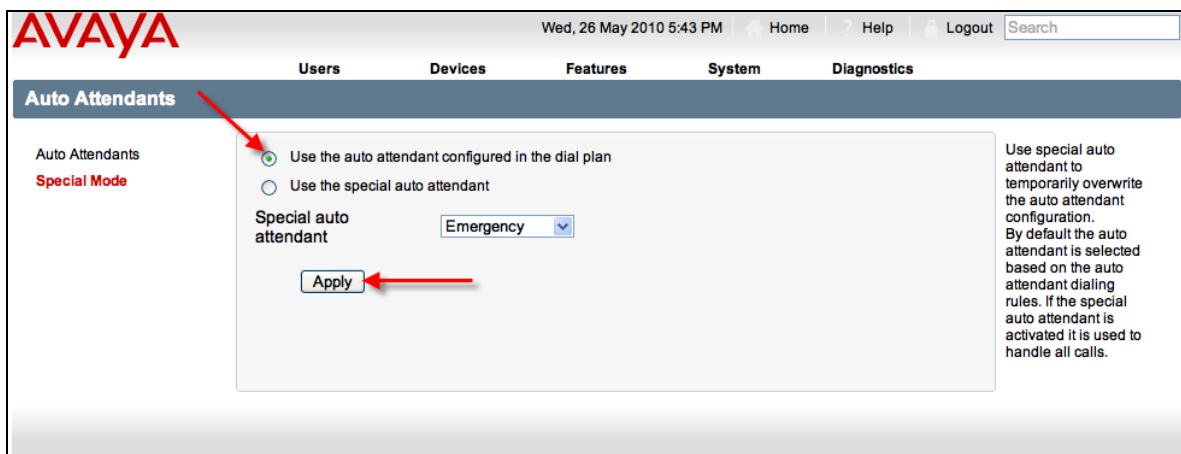 AVAYA
Wed, 26 May 2010 5:43 PM Home ? Help Logout Search
Users Devices Features System Diagnostics
Auto Attendants
Auto Attendants
Special Mode
Use the auto attendant configured in the dial plan
Use the special auto attendant
Special auto
attendant
Emergency
Apply
Use special auto
attendant to
temporarily overwrite
the auto attendant
configuration.
By default the auto
attendant is selected
based on the auto
attendant dialing
rules. If the special
auto attendant is
activated it is used to
handle all calls.